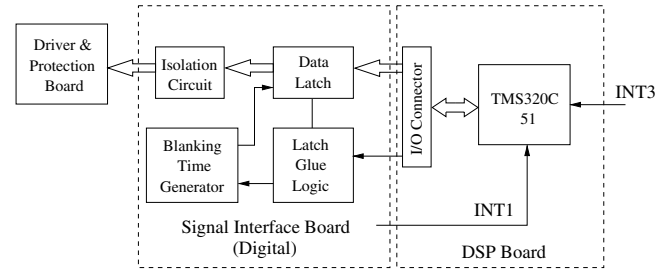 Driver &
Protection
Board
Isolation
Circuit
Data
Latch
I/O Connector
TMS320C
51
INT3
Blanking
Time
Generator
Latch
Glue
Logic
INT1
Signal Interface Board
(Digital)
DSP Board